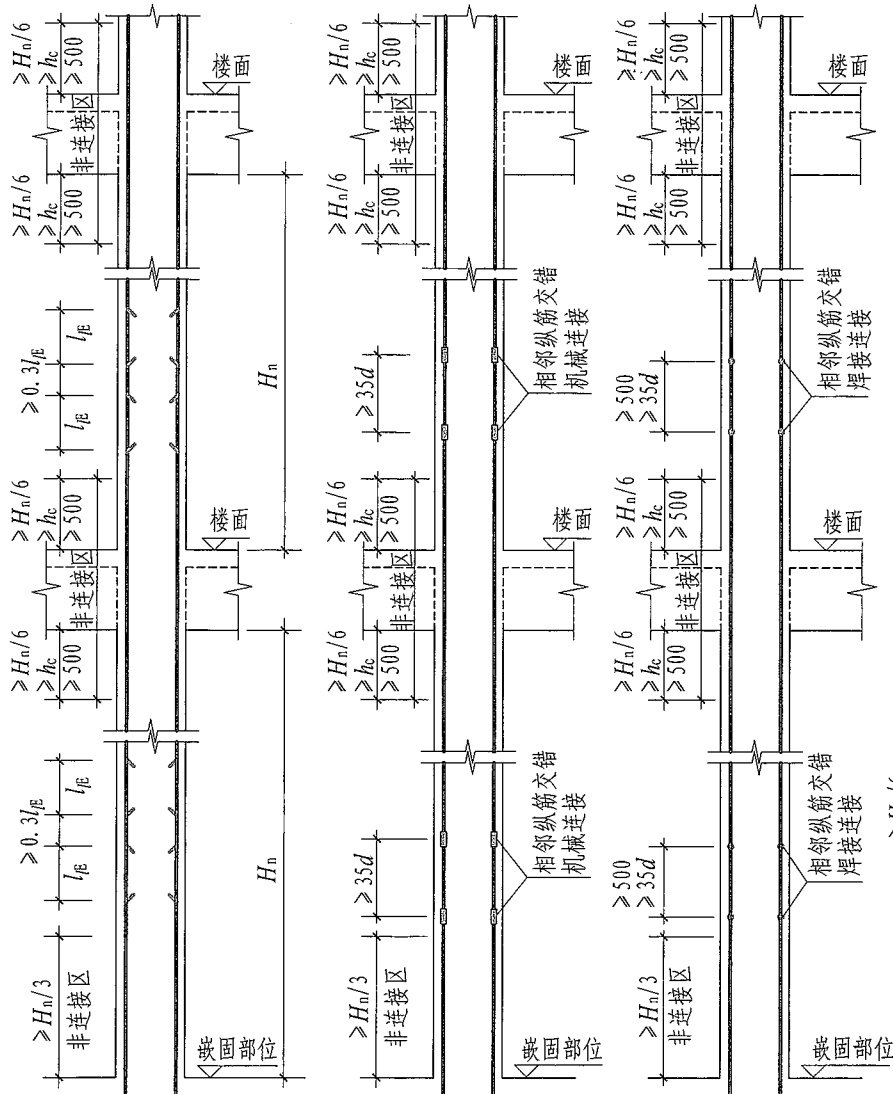 ≥Hn/6
≥hc
≥500
楼面
非连接区
≥Hn/6
≥hc
≥500
≥0.3llE
llE
llE
Hn
≥Hn/6
≥hc
≥500
楼面
非连接区
≥Hn/6
≥hc
≥500
≥0.3llE
llE
llE
Hn
≥Hn/3
非连接区
嵌固部位
≥Hn/6
≥hc
≥500
楼面
非连接区
≥Hn/6
≥hc
≥500
≥35d
相邻纵筋交错
机械连接
≥Hn/6
≥hc
≥500
楼面
非连接区
≥Hn/6
≥hc
≥500
≥35d
相邻纵筋交错
机械连接
≥Hn/3
非连接区
嵌固部位
≥Hn/6
≥hc
≥500
楼面
非连接区
≥Hn/6
≥hc
≥500
≥500
≥35d
相邻纵筋交错
焊接连接
≥Hn/6
≥hc
≥500
楼面
非连接区
≥Hn/6
≥hc
≥500
≥500
≥35d
相邻纵筋交错
焊接连接
≥Hn/3
非连接区
嵌固部位